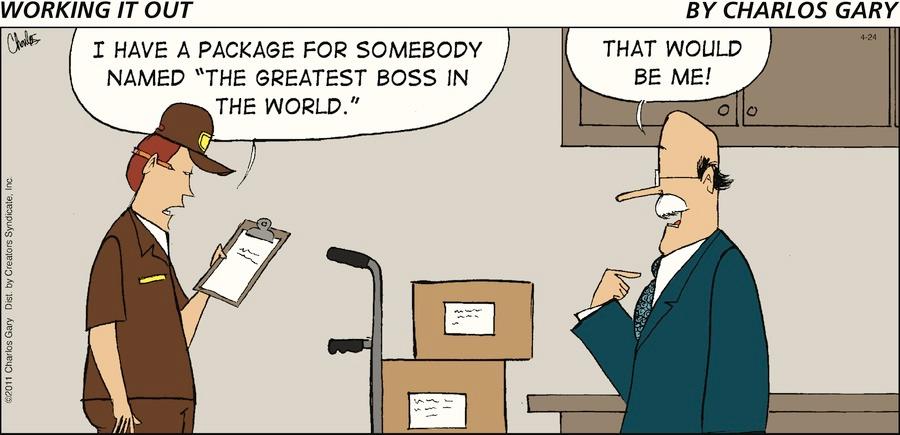 WORKING IT OUT
BY CHARLOS GARY
Charlos
4-24
I HAVE A PACKAGE FOR SOMEBODY
NAMED “THE GREATEST BOSS IN
THE WORLD.”
THAT WOULD
BE ME!
©2011 Charlos Gary Dist. by Creators Syndicate, Inc.